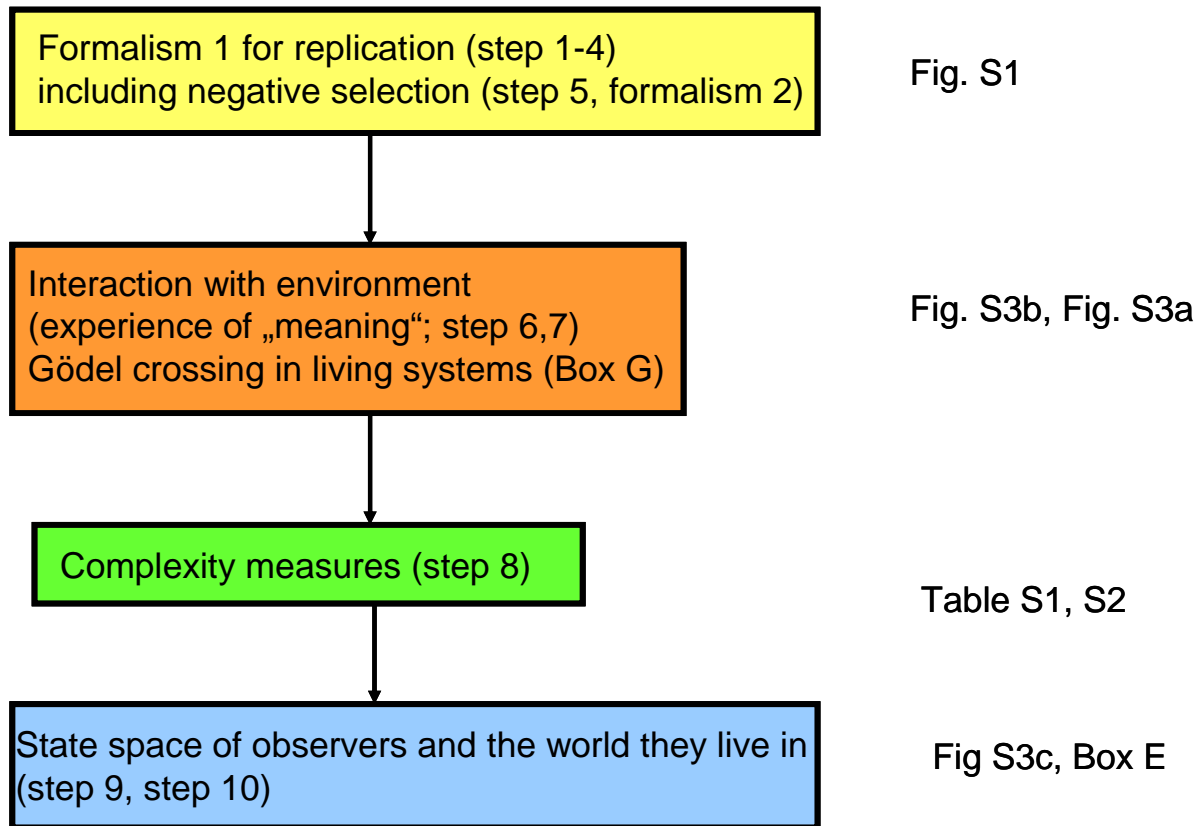 Formalism 1 for replication (step 1-4)
including negative selection (step 5, formalism 2)
Fig. S1
Interaction with environment
(experience of „meaning“; step 6,7)
Gödel crossing in living systems (Box G)
Fig. S3b, Fig. S3a
Complexity measures (step 8)
Table S1, S2
State space of observers and the world they live in
(step 9, step 10)
Fig S3c, Box E